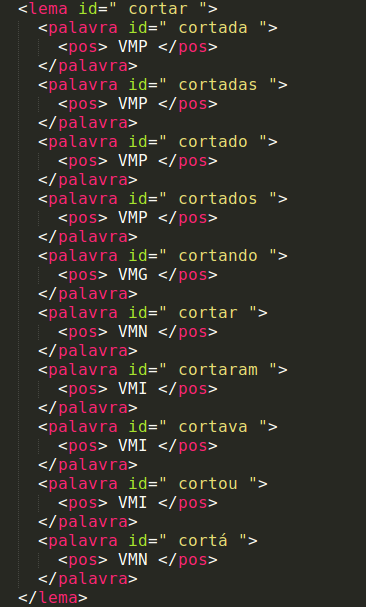 <lema id=" cortar ">
<palavra id=" cortada ">
<pos> VMP </pos>
</palavra>
<palavra id=" cortadas ">
<pos> VMP </pos>
</palavra>
<palavra id=" cortado ">
<pos> VMP </pos>
</palavra>
<palavra id=" cortados ">
<pos> VMP </pos>
</palavra>
<palavra id=" cortando ">
<pos> VMG </pos>
</palavra>
<palavra id=" cortar ">
<pos> VMN </pos>
</palavra>
<palavra id=" cortaram ">
<pos> VMI </pos>
</palavra>
<palavra id=" cortava ">
<pos> VMI </pos>
</palavra>
<palavra id=" cortou ">
<pos> VMI </pos>
</palavra>
<palavra id=" cortá ">
<pos> VMN </pos>
</palavra>
</lema>